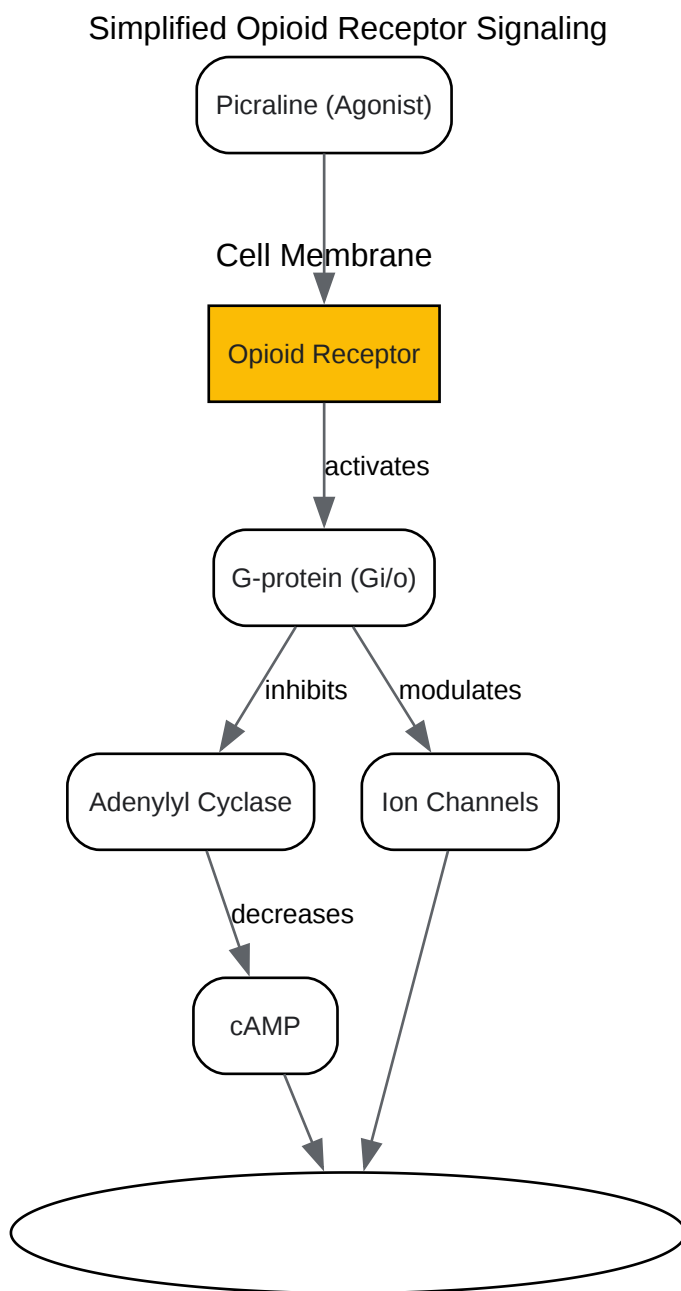 Simplified Opioid Receptor Signaling
Picraline (Agonist)
Cell Membrane
Opioid Receptor
activates
G-protein (Gi/o)
inhibits
modulates
Adenylyl Cyclase
Ion Channels
decreases
cAMP